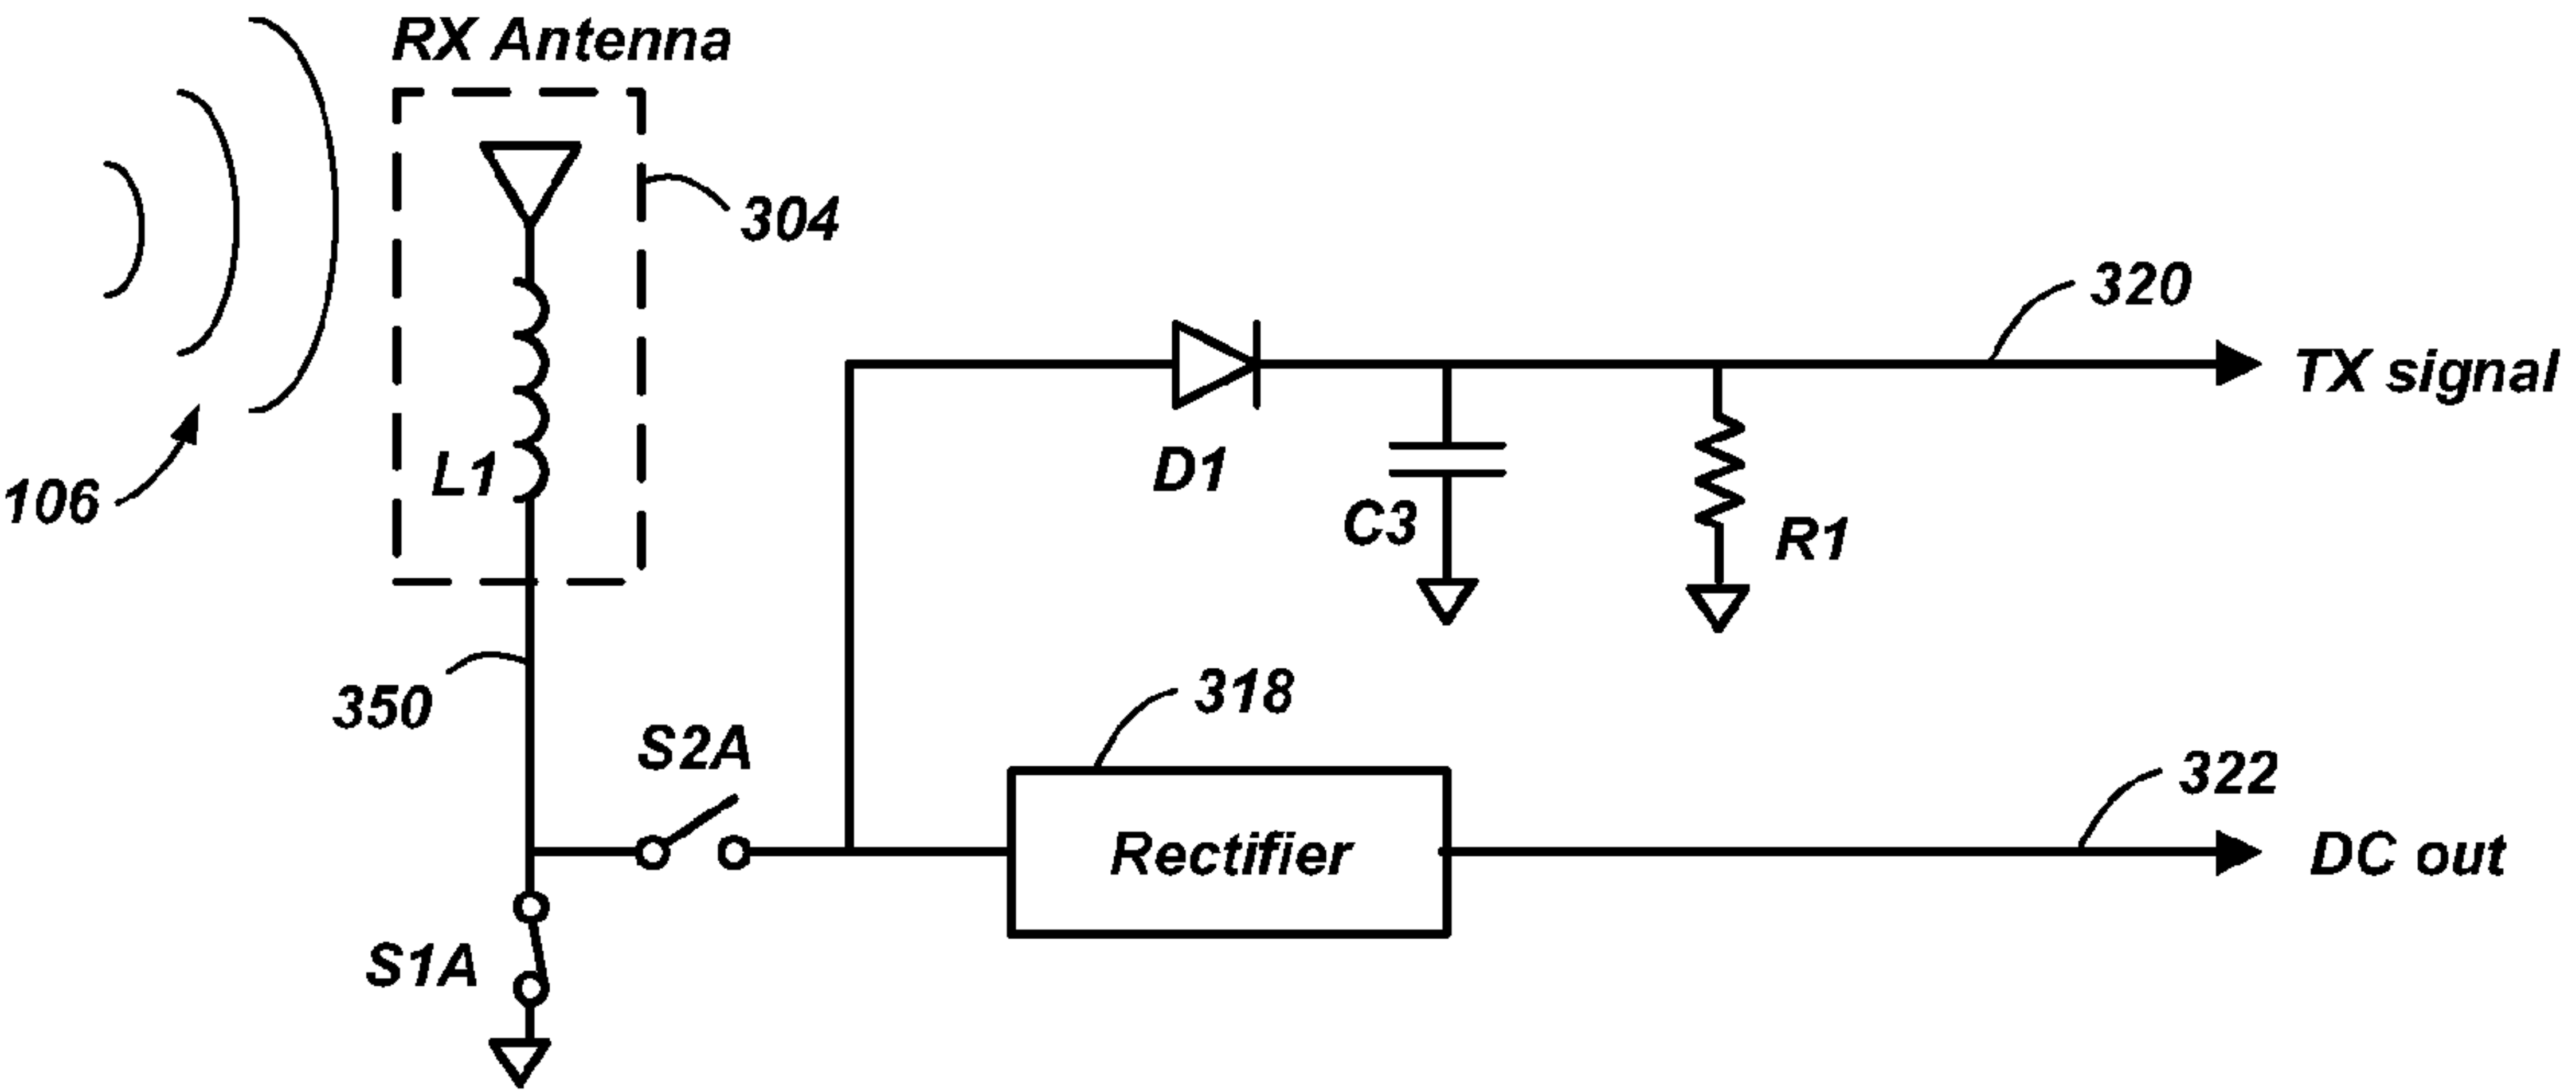 RX Antenna
304
L1
106
320
TX signal
D1
C3
R1
350
318
S2A
322
Rectifier
DC out
S1A